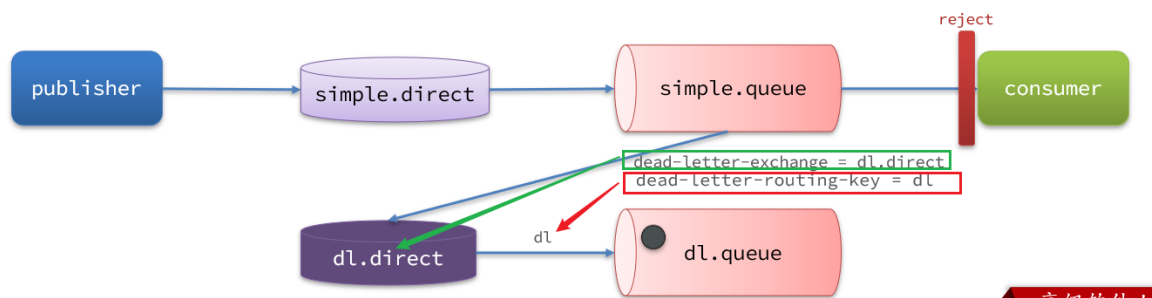 reject
publisher
simple.direct
simple.queue
consumer
dead-letter-exchange = dl.direct
dead-letter-routing-key = dl
dl
dl.direct
dl.queue